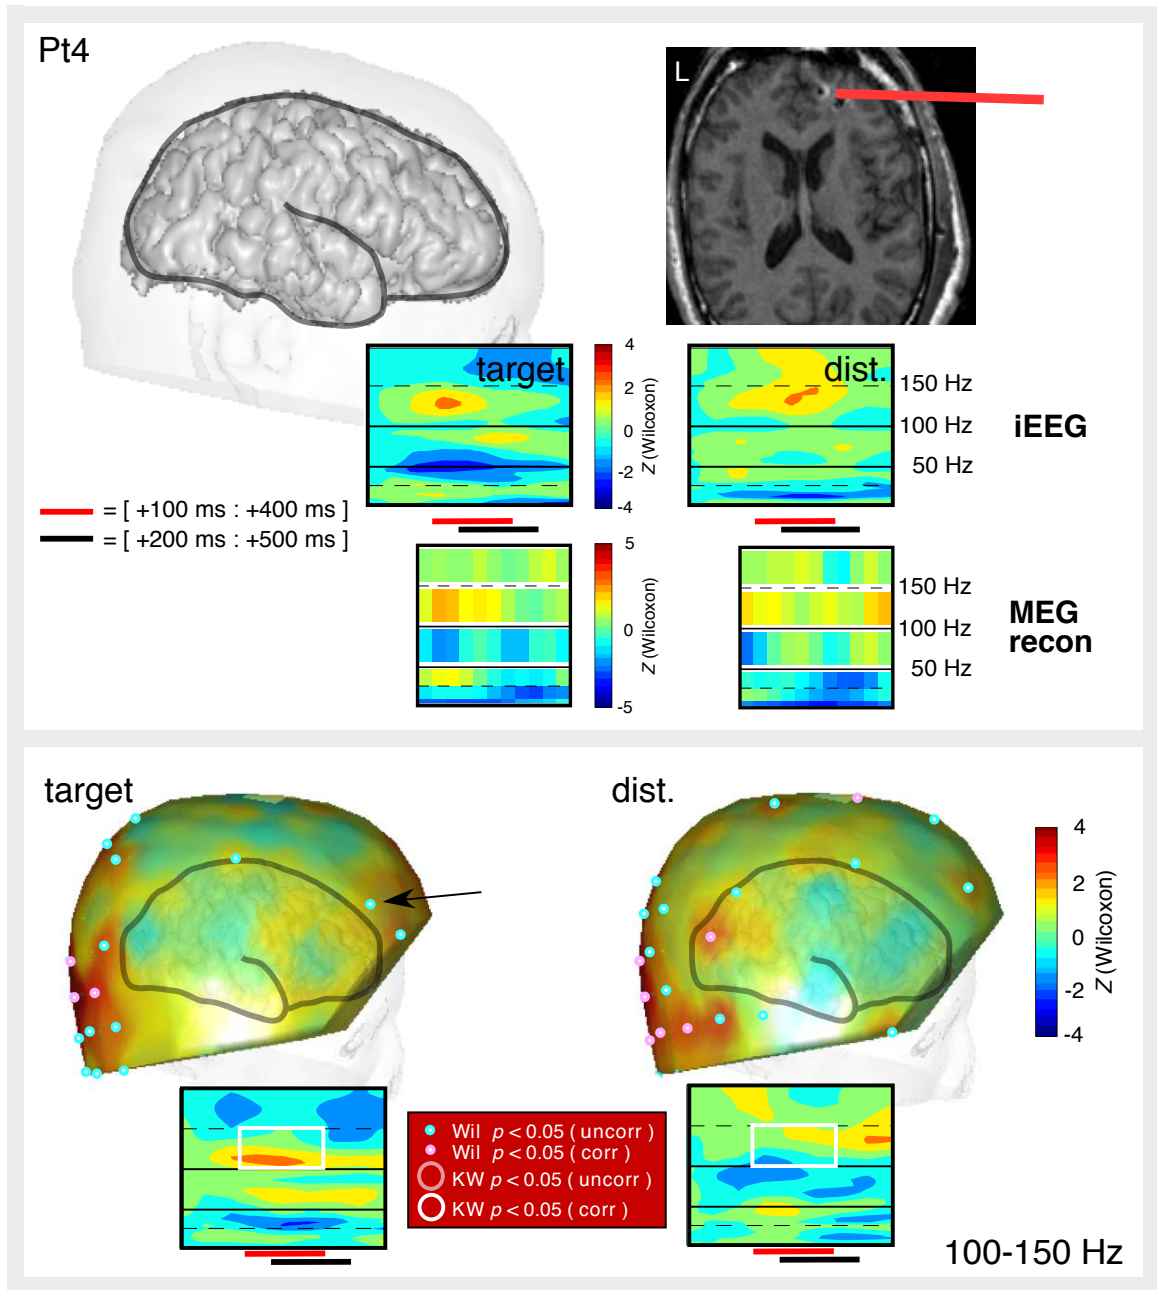 Pt4
L
target
dist.
4
2
0
-2
-4
Z (Wilcoxon)
150 Hz
100 Hz
50 Hz
iEEG
= [ +100 ms : +400 ms ]
= [ +200 ms : +500 ms ]
5
0
-5
Z (Wilcoxon)
150 Hz
100 Hz
50 Hz
MEG
recon
target
dist.
4
2
0
-2
-4
Z (Wilcoxon)
Wil p < 0.05 ( uncorr )
Wil p < 0.05 ( corr )
KW p < 0.05 ( uncorr )
KW p < 0.05 ( corr )
100-150 Hz